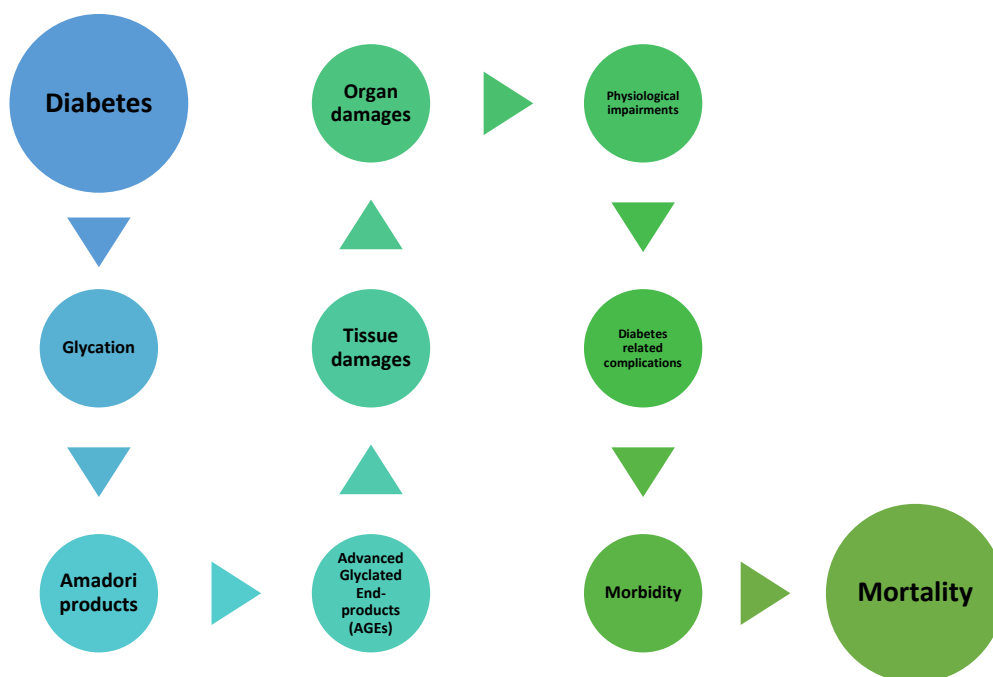 Diabetes
Glycation
Amadori
products
Advanced
Glyclated
End-
products
(AGEs)
Tissue
damages
Organ
damages
Physiological
impairments
Diabetes
related
complications
Morbidity
Mortality